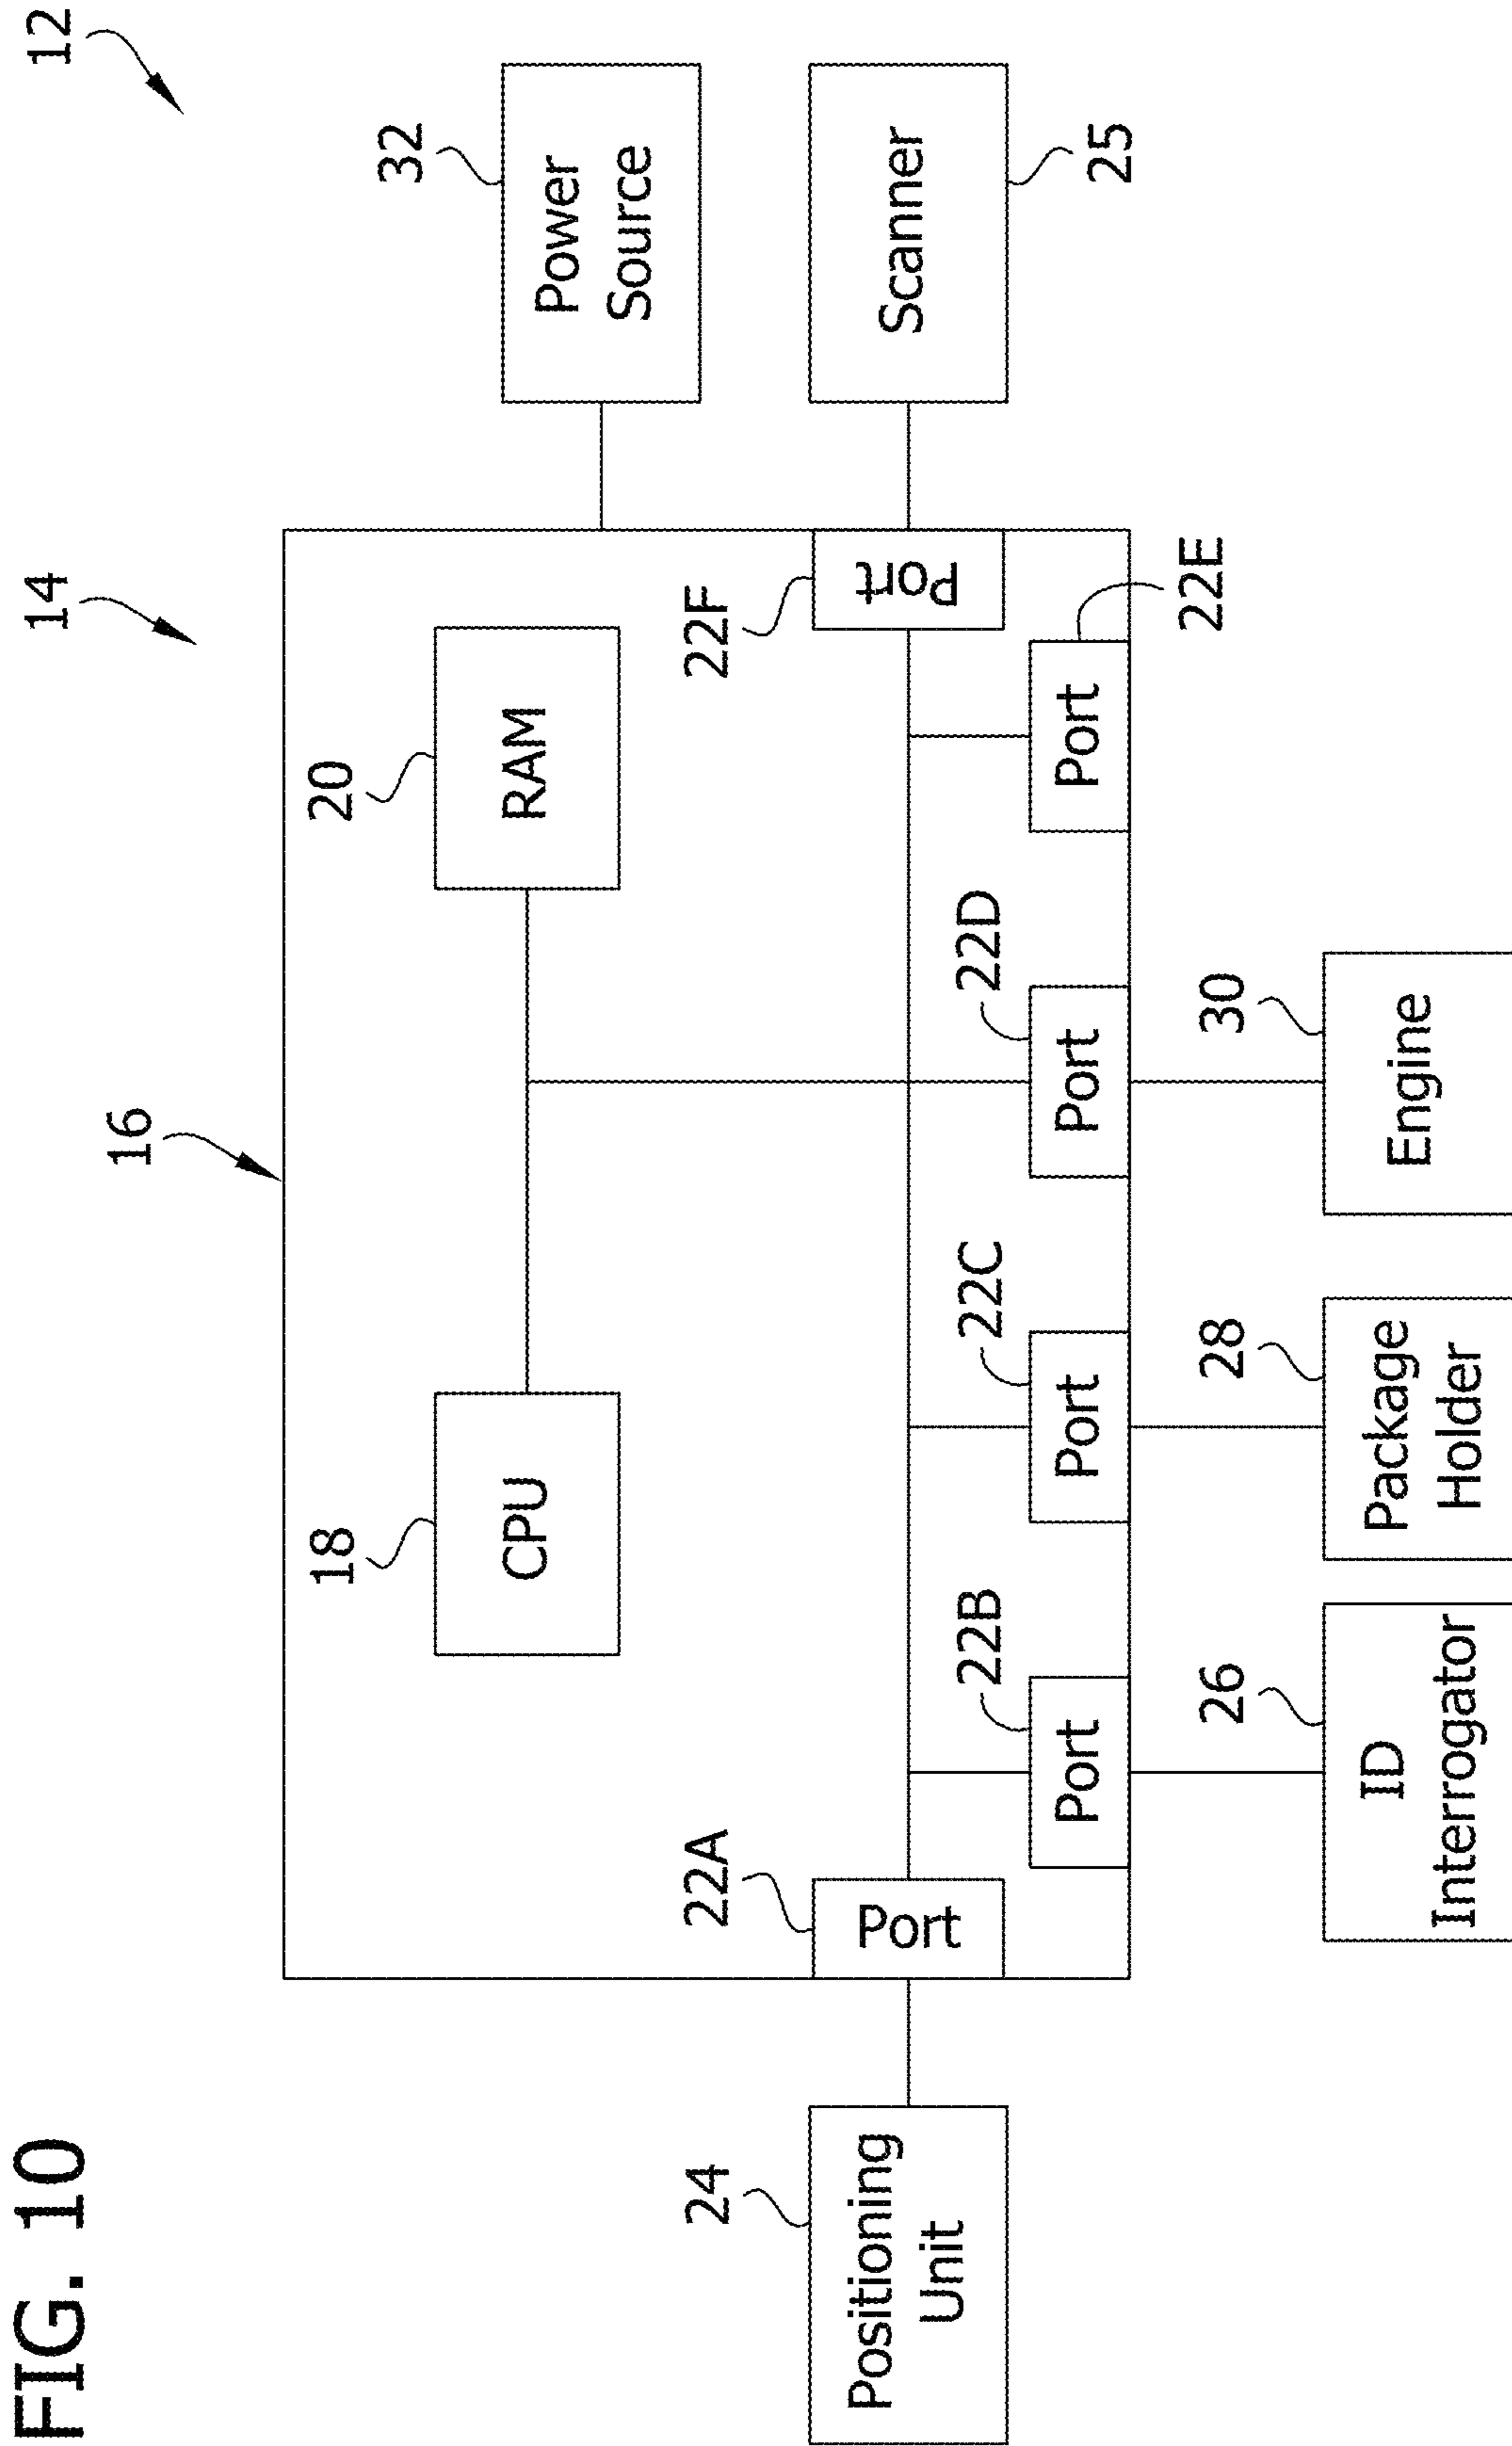 FIG. 10
12
14
16
32
Power
Source
20
RAM
18
CPU
22A
Port
22F
Port
24
Positioning
Unit
Scanner
25
22B
Port
22C
Port
22D
Port
Port
22E
26
ID
Interrogator
28
Package
Holder
30
Engine